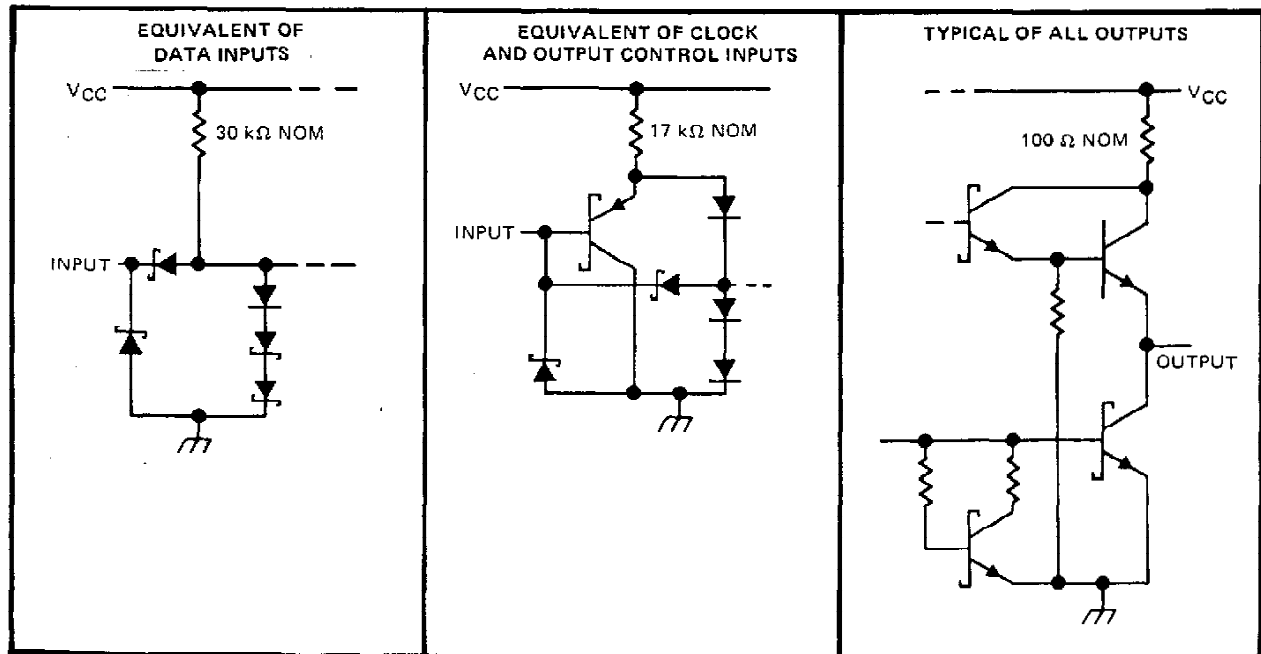 EQUIVALENT OF
DATA INPUTS
VCC
30 kΩ NOM
INPUT
EQUIVALENT OF CLOCK
AND OUTPUT CONTROL INPUTS
VCC
17 kΩ NOM
INPUT
TYPICAL OF ALL OUTPUTS
VCC
100 Ω NOM
OUTPUT